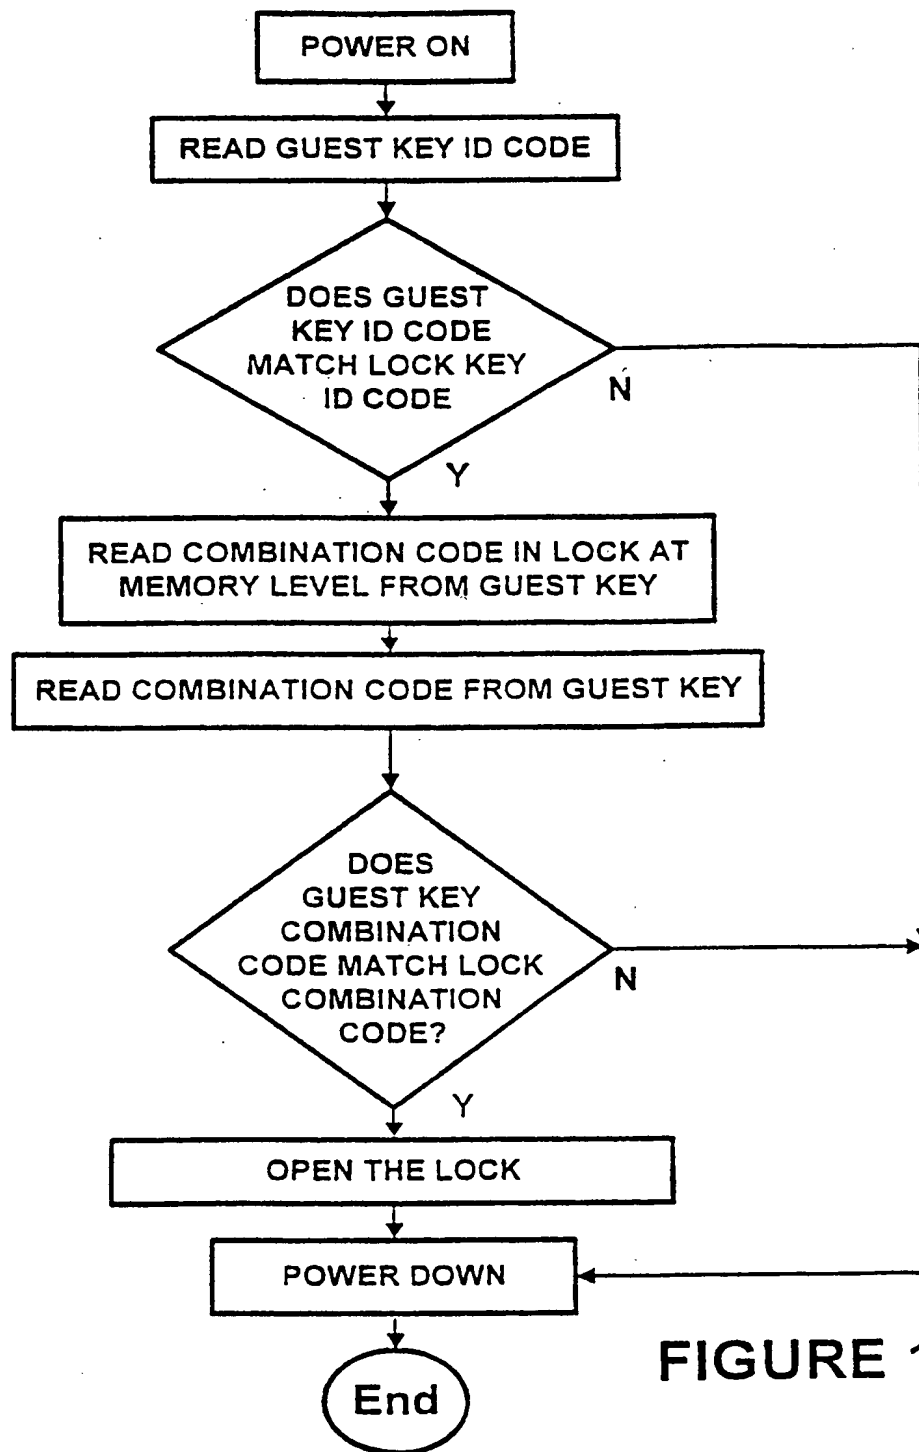 POWER ON
READ GUEST KEY ID CODE
DOES GUEST
KEY ID CODE
MATCH LOCK KEY
ID CODE
N
Y
READ COMBINATION CODE IN LOCK AT
MEMORY LEVEL FROM GUEST KEY
READ COMBINATION CODE FROM GUEST KEY
DOES
GUEST KEY
COMBINATION
CODE MATCH LOCK
COMBINATION
CODE?
N
Y
OPEN THE LOCK
POWER DOWN
End
FIGURE